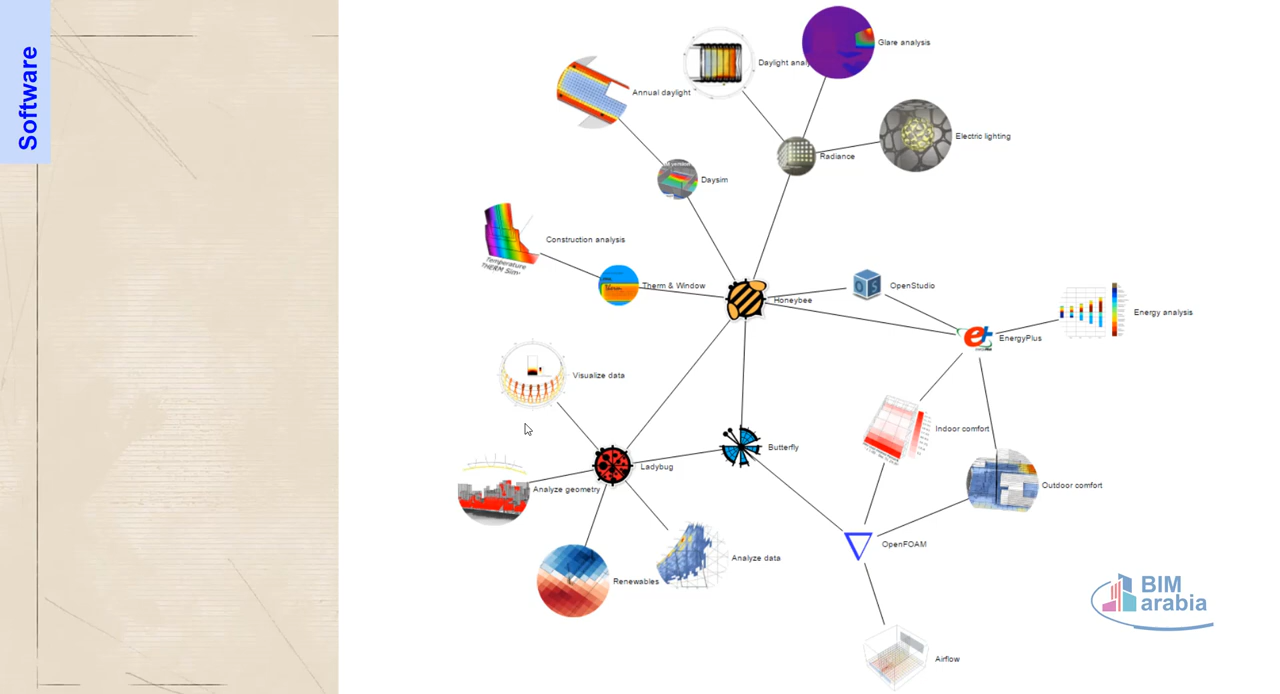 Software
Glare analysis
Daylight analy
Annual daylight
Electric lighting
Radiance
Daysim
Construction analysis
Temperature
THERM Sim
Therm & Window
Honeybee
OS
OpenStudio
Energy analysis
EnergyPlus
Visualize data
Indoor comfort
Butterfly
Ladybug
Analyze geometry
Outdoor comfort
OpenFOAM
Analyze data
Renewables
BIM
arabia
Airflow